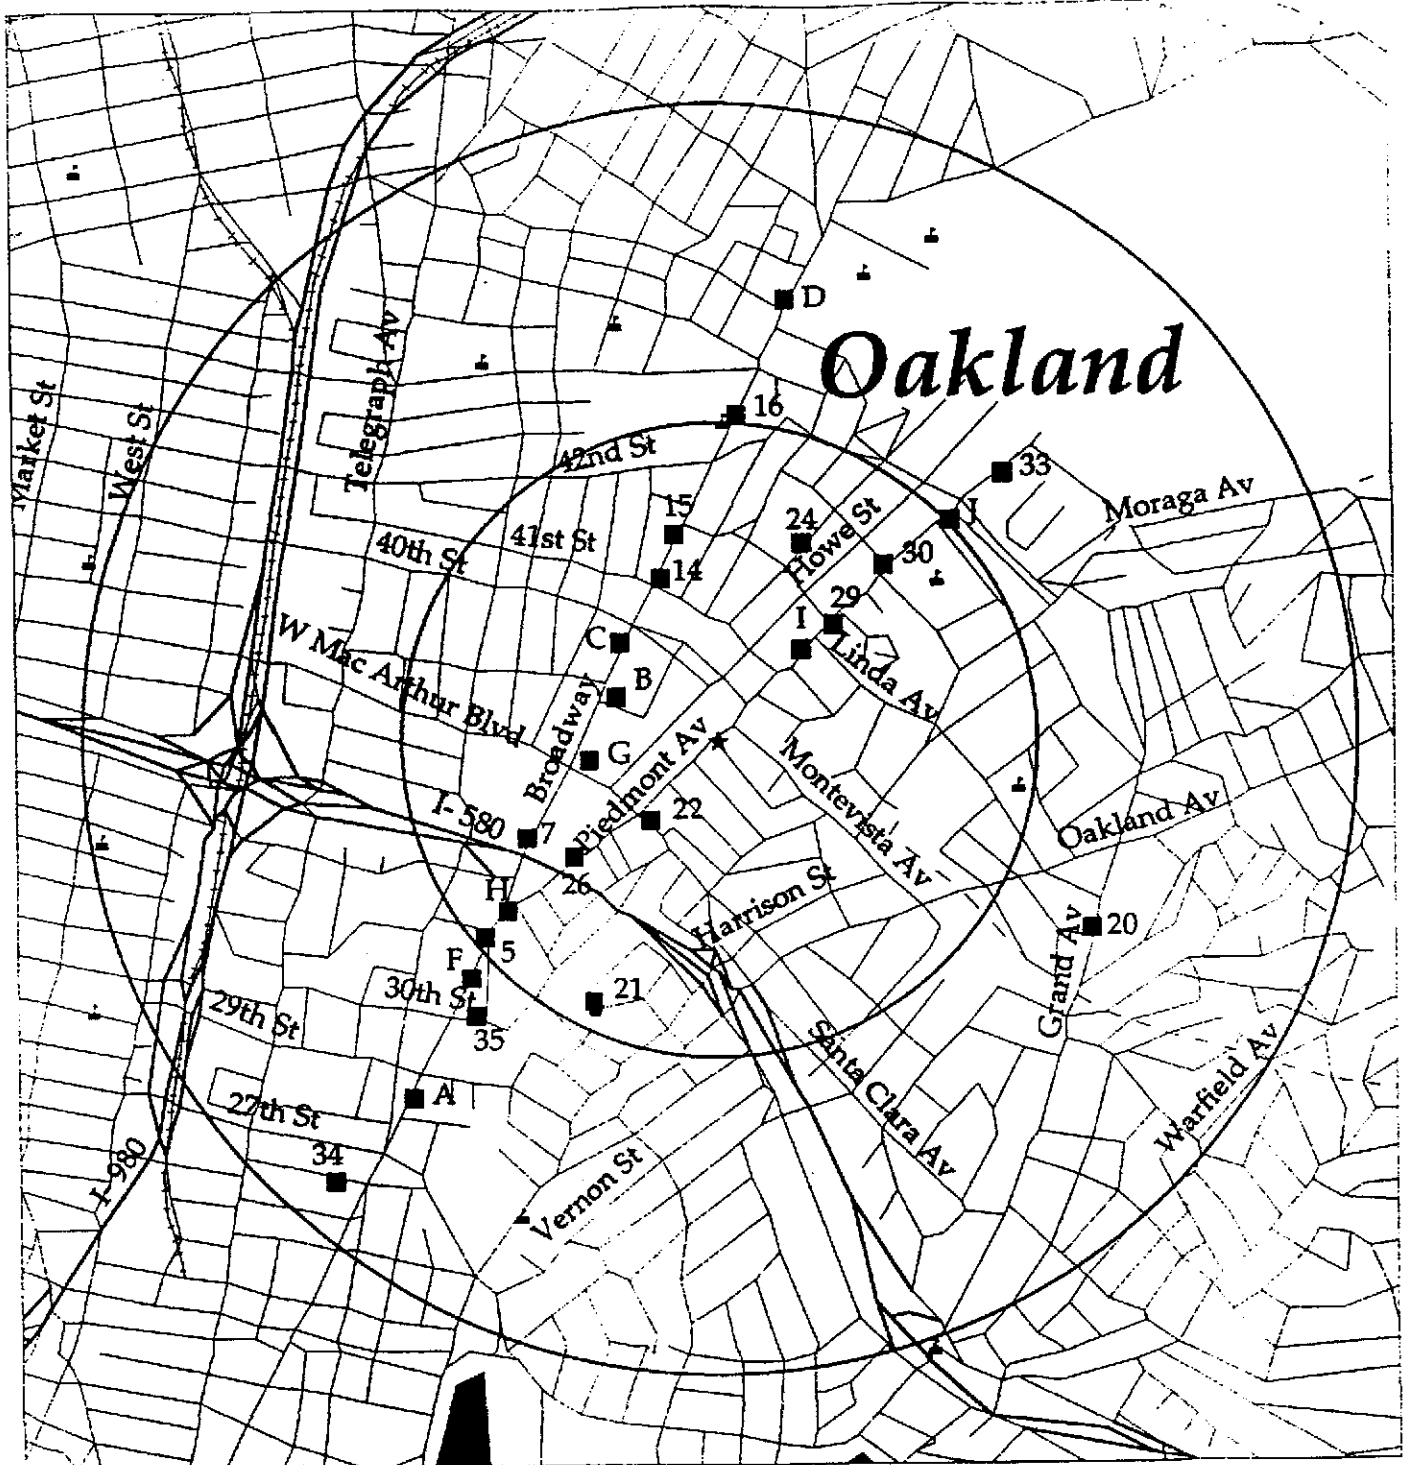 D
Oakland
Telegraph Av
16
Market St
West St
42nd St
33
Moraga Av
15
24
Howe St
J
41st St
40th St
14
30
29
I
W Mac Arthur Blvd
C
Linda Av
B
Broadway
G
Piedmont Av
Montevista Av
I- 580
7
22
Oakland Av
26
H
Harrison St
Grand Av
20
5
F
30th St
21
29th St
35
Santa Clara Av
Warfield Av
A
27th St
34
I- 980
Vernon St